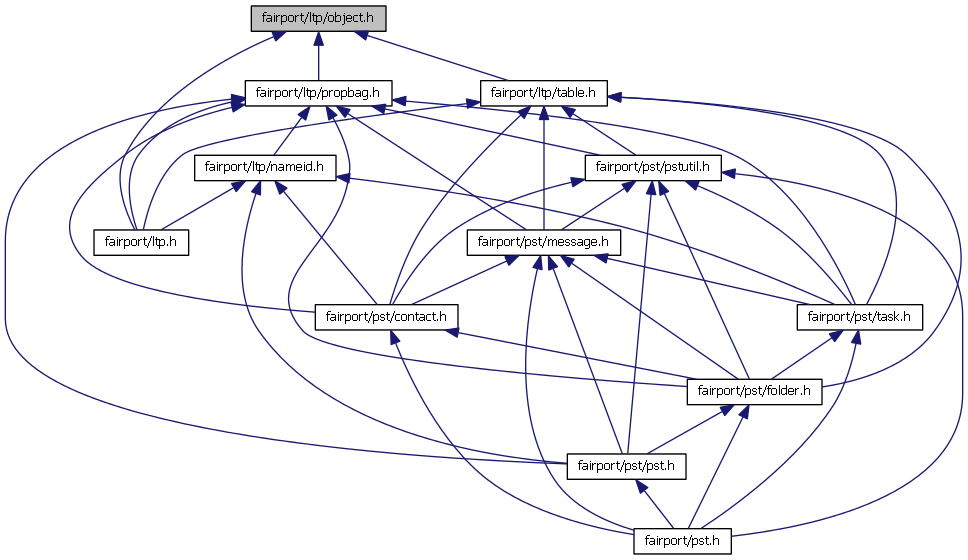 fairport/ltp/object.h
fairport/ltp/propbag.h
fairport/ltp/table.h
fairport/ltp/nameid.h
fairport/pst/pstutil.h
fairport/ltp.h
fairport/pst/message.h
fairport/pst/contact.h
fairport/pst/task.h
fairport/pst/folder.h
fairport/pst/pst.h
fairport/pst.h